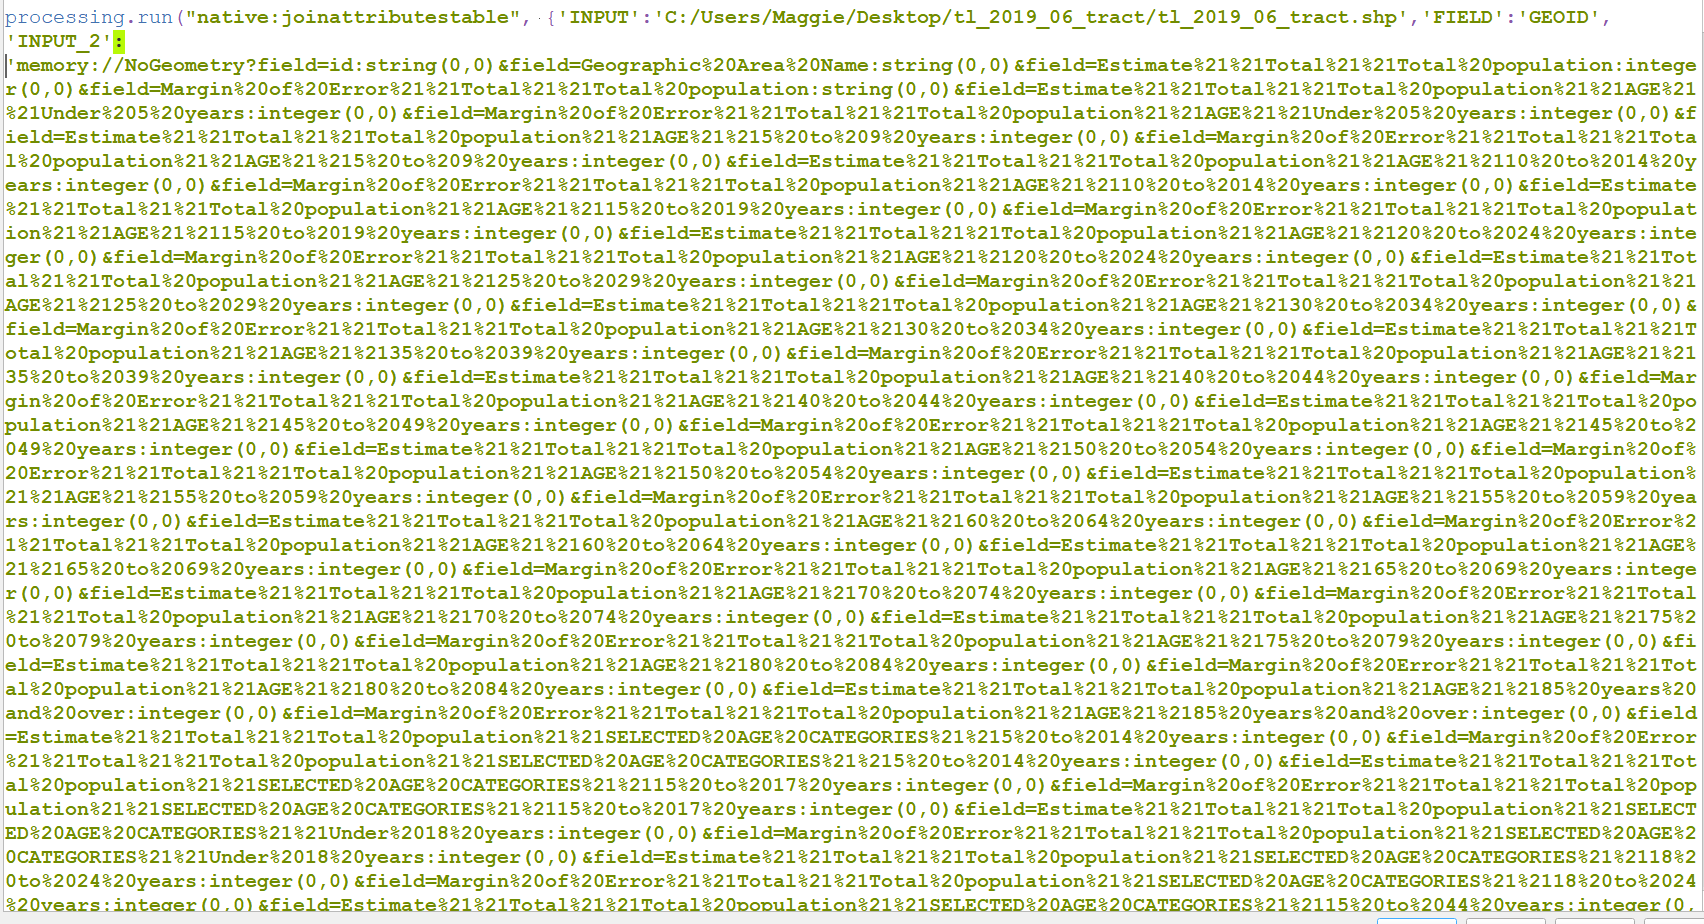 processing.run("native:joinattributestable", {'INPUT':'C:/Users/Maggie/Desktop/tl_2019_06_tract/tl_2019_06_tract.shp','FIELD':'GEOID',
'INPUT_2':
'memory://NoGeometry?field=id:string(0,0)&field=Geographic%20Area%20Name:string(0,0)&field=Estimate%21%21Total%21%21Total%20population:intege
r(0,0)&field=Margin%20of%20Error%21%21Total%21%21Total%20population:string(0,0)&field=Estimate%21%21Total%21%21Total%20population%21%21AGE%21
%21Under%205%20years:integer(0,0)&field=Margin%20of%20Error%21%21Total%21%21Total%20population%21%21AGE%21%21Under%205%20years:integer(0,0)&f
ield=Estimate%21%21Total%21%21Total%20population%21%21AGE%21%215%20to%209%20years:integer(0,0)&field=Margin%20of%20Error%21%21Total%21%21Tota
l%20population%21%21AGE%21%215%20to%209%20years:integer(0,0)&field=Estimate%21%21Total%21%21Total%20population%21%21AGE%21%2110%20to%2014%20y
ears:integer(0,0)&field=Margin%20of%20Error%21%21Total%21%21Total%20population%21%21AGE%21%2110%20to%2014%20years:integer(0,0)&field=Estimate
%21%21Total%21%21Total%20population%21%21AGE%21%2115%20to%2019%20years:integer(0,0)&field=Margin%20of%20Error%21%21Total%21%21Total%20populat
ion%21%21AGE%21%2115%20to%2019%20years:integer(0,0)&field=Estimate%21%21Total%21%21Total%20population%21%21AGE%21%2120%20to%2024%20years:inte
ger(0,0)&field=Margin%20of%20Error%21%21Total%21%21Total%20population%21%21AGE%21%2120%20to%2024%20years:integer(0,0)&field=Estimate%21%21Tot
al%21%21Total%20population%21%21AGE%21%2125%20to%2029%20years:integer(0,0)&field=Margin%20of%20Error%21%21Total%21%21Total%20population%21%21
AGE%21%2125%20to%2029%20years:integer(0,0)&field=Estimate%21%21Total%21%21Total%20population%21%21AGE%21%2130%20to%2034%20years:integer(0,0)&
field=Margin%20of%20Error%21%21Total%21%21Total%20population%21%21AGE%21%2130%20to%2034%20years:integer(0,0)&field=Estimate%21%21Total%21%21T
otal%20population%21%21AGE%21%2135%20to%2039%20years:integer(0,0)&field=Margin%20of%20Error%21%21Total%21%21Total%20population%21%21AGE%21%21
35%20to%2039%20years:integer(0,0)&field=Estimate%21%21Total%21%21Total%20population%21%21AGE%21%2140%20to%2044%20years:integer(0,0)&field=Mar
gin%20of%20Error%21%21Total%21%21Total%20population%21%21AGE%21%2140%20to%2044%20years:integer(0,0)&field=Estimate%21%21Total%21%21Total%20po
pulation%21%21AGE%21%2145%20to%2049%20years:integer(0,0)&field=Margin%20of%20Error%21%21Total%21%21Total%20population%21%21AGE%21%2145%20to%2
049%20years:integer(0,0)&field=Estimate%21%21Total%21%21Total%20population%21%21AGE%21%2150%20to%2054%20years:integer(0,0)&field=Margin%20of%
20Error%21%21Total%21%21Total%20population%21%21AGE%21%2150%20to%2054%20years:integer(0,0)&field=Estimate%21%21Total%21%21Total%20population%
21%21AGE%21%2155%20to%2059%20years:integer(0,0)&field=Margin%20of%20Error%21%21Total%21%21Total%20population%21%21AGE%21%2155%20to%2059%20yea
rs:integer(0,0)&field=Estimate%21%21Total%21%21Total%20population%21%21AGE%21%2160%20to%2064%20years:integer(0,0)&field=Margin%20of%20Error%2
1%21Total%21%21Total%20population%21%21AGE%21%2160%20to%2064%20years:integer(0,0)&field=Estimate%21%21Total%21%21Total%20population%21%21AGE%
21%2165%20to%2069%20years:integer(0,0)&field=Margin%20of%20Error%21%21Total%21%21Total%20population%21%21AGE%21%2165%20to%2069%20years:intege
r(0,0)&field=Estimate%21%21Total%21%21Total%20population%21%21AGE%21%2170%20to%2074%20years:integer(0,0)&field=Margin%20of%20Error%21%21Total
%21%21Total%20population%21%21AGE%21%2170%20to%2074%20years:integer(0,0)&field=Estimate%21%21Total%21%21Total%20population%21%21AGE%21%2175%2
0to%2079%20years:integer(0,0)&field=Margin%20of%20Error%21%21Total%21%21Total%20population%21%21AGE%21%2175%20to%2079%20years:integer(0,0)&fi
eld=Estimate%21%21Total%21%21Total%20population%21%21AGE%21%2180%20to%2084%20years:integer(0,0)&field=Margin%20of%20Error%21%21Total%21%21Tot
al%20population%21%21AGE%21%2180%20to%2084%20years:integer(0,0)&field=Estimate%21%21Total%21%21Total%20population%21%21AGE%21%2185%20years%20
and%20over:integer(0,0)&field=Margin%20of%20Error%21%21Total%21%21Total%20population%21%21AGE%21%2185%20years%20and%20over:integer(0,0)&field
=Estimate%21%21Total%21%21Total%20population%21%21SELECTED%20AGE%20CATEGORIES%21%215%20to%2014%20years:integer(0,0)&field=Margin%20of%20Error
%21%21Total%21%21Total%20population%21%21SELECTED%20AGE%20CATEGORIES%21%215%20to%2014%20years:integer(0,0)&field=Estimate%21%21Total%21%21Tot
al%20population%21%21SELECTED%20AGE%20CATEGORIES%21%2115%20to%2017%20years:integer(0,0)&field=Margin%20of%20Error%21%21Total%21%21Total%20pop
ulation%21%21SELECTED%20AGE%20CATEGORIES%21%2115%20to%2017%20years:integer(0,0)&field=Estimate%21%21Total%21%21Total%20population%21%21SELECT
ED%20AGE%20CATEGORIES%21%21Under%2018%20years:integer(0,0)&field=Margin%20of%20Error%21%21Total%21%21Total%20population%21%21SELECTED%20AGE%2
0CATEGORIES%21%21Under%2018%20years:integer(0,0)&field=Estimate%21%21Total%21%21Total%20population%21%21SELECTED%20AGE%20CATEGORIES%21%2118%2
0to%2024%20years:integer(0,0)&field=Margin%20of%20Error%21%21Total%21%21Total%20population%21%21SELECTED%20AGE%20CATEGORIES%21%2118%20to%2024
%20years:integer(0,0)&field=Estimate%21%21Total%21%21Total%20population%21%21SELECTED%20AGE%20CATEGORIES%21%2115%20to%2044%20years:integer(0,